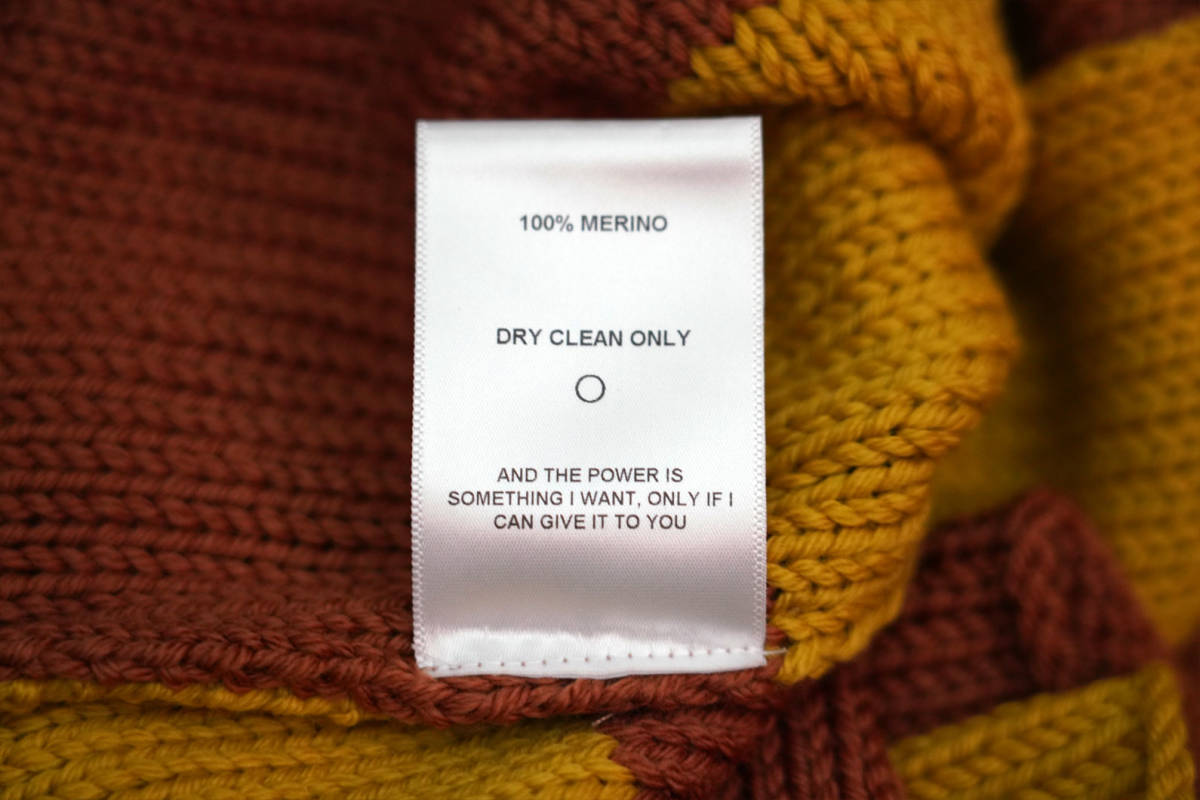 100% MERINO
DRY CLEAN ONLY
AND THE POWER IS
SOMETHING I WANT, ONLY IF I
CAN GIVE IT TO YOU